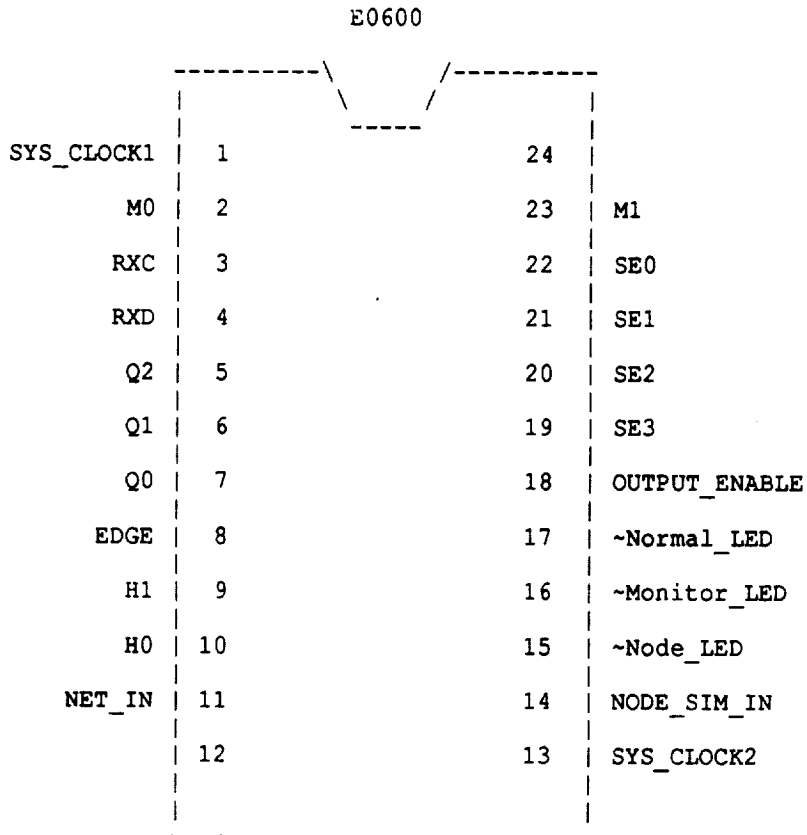 E0600
SYS_CLOCK1 1 24
M0 2 23 M1
RXC 3 22 SE0
RXD 4 21 SE1
Q2 5 20 SE2
Q1 6 19 SE3
Q0 7 18 OUTPUT_ENABLE
EDGE 8 17 ~Normal_LED
H1 9 16 ~Monitor_LED
H0 10 15 ~Node_LED
NET_IN 11 14 NODE_SIM_IN
12 13 SYS_CLOCK2